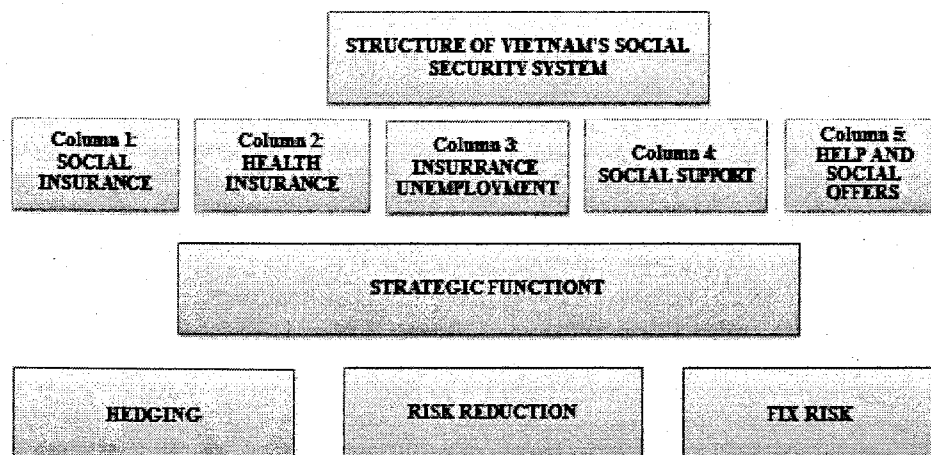 STRUCTURE OF VIETNAM'S SOCIAL
SECURITY SYSTEM
Column 1:
SOCIAL
INSURANCE
Column 2:
HEALTH
INSURANCE
Column 3:
INSURRANCE
UNEMPLOYMENT
Column 4:
SOCIAL SUPPORT
Column 5:
HELP AND
SOCIAL
OFFERS
STRATEGIC FUNCTIONT
HEDGING
RISK REDUCTION
FIX RISK